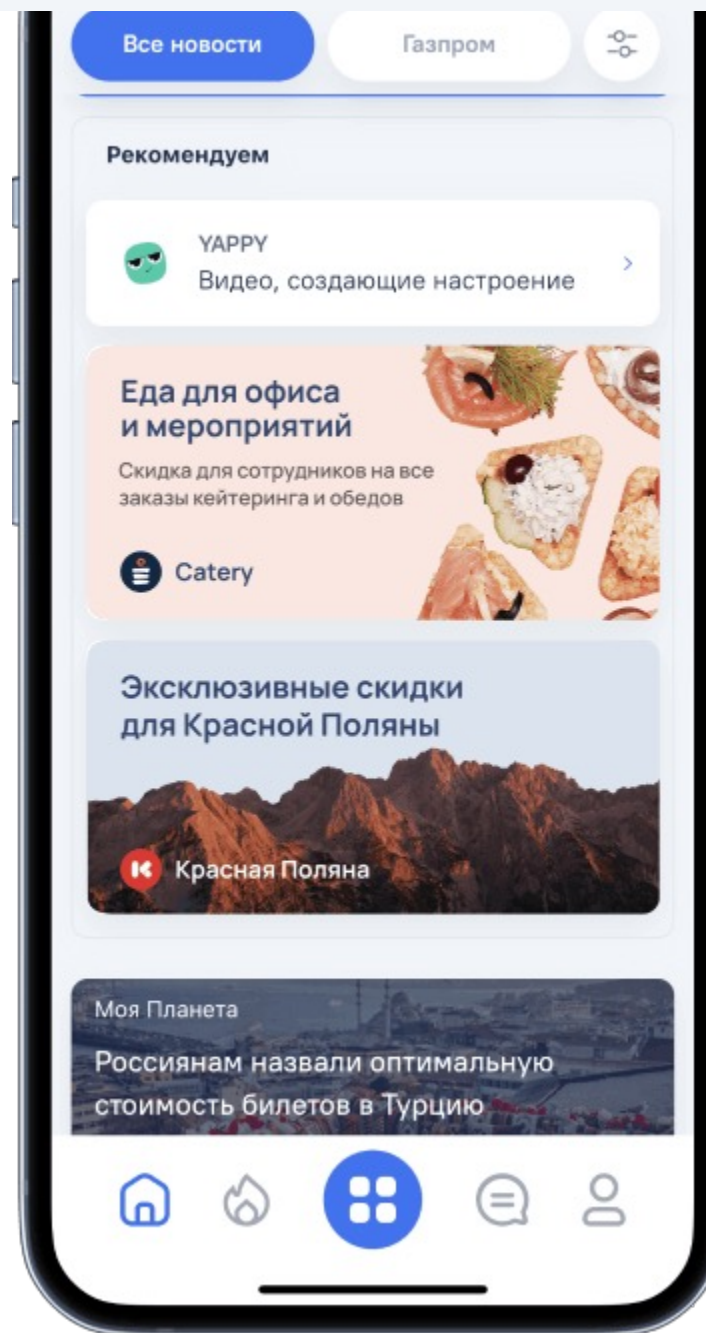 Все новости
Газпром
Рекомендуем
YAPPY
Видео, создающие настроение
Еда для офиса
и мероприятий
Скидка для сотрудников на все
заказы кейтеринга и обедов
Catery
Эксклюзивные скидки
для Красной Поляны
Красная Поляна
Моя Планета
Россиянам назвали оптимальную
стоимость билетов в Турцию